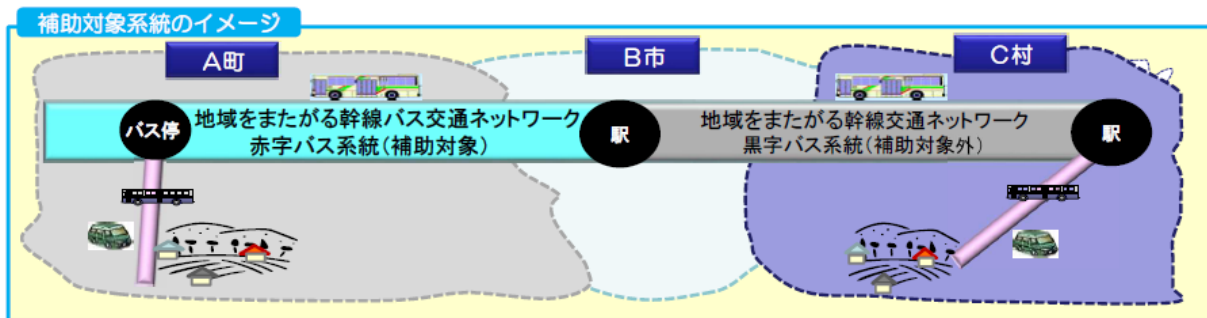 補助対象系統のイメージ
A町
B市
C村
バス停
地域をまたがる幹線バス交通ネットワーク
赤字バス系統(補助対象)
駅
地域をまたがる幹線交通ネットワーク
黒字バス系統(補助対象外)
駅